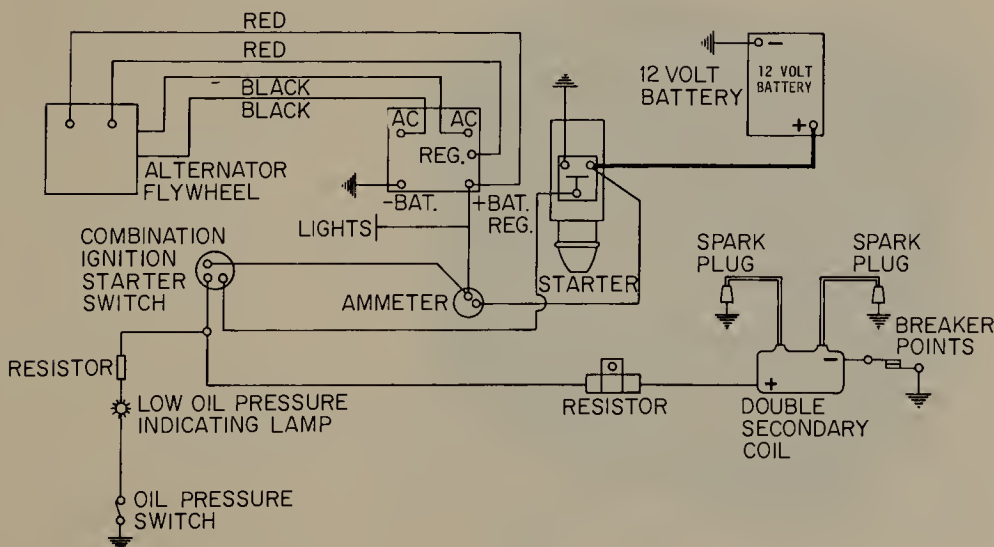 RED
RED
BLACK
BLACK
ALTERNATOR
FLYWHEEL
AC AC
REG.
-BAT.
+BAT.
REG.
LIGHTS
12 VOLT
BATTERY
-
12 VOLT
BATTERY
+
COMBINATION
IGNITION
STARTER
SWITCH
AMMETER
STARTER
SPARK
PLUG
SPARK
PLUG
BREAKER
POINTS
RESISTOR
LOW OIL PRESSURE
INDICATING LAMP
OIL PRESSURE
SWITCH
RESISTOR
+
-
DOUBLE
SECONDARY
COIL